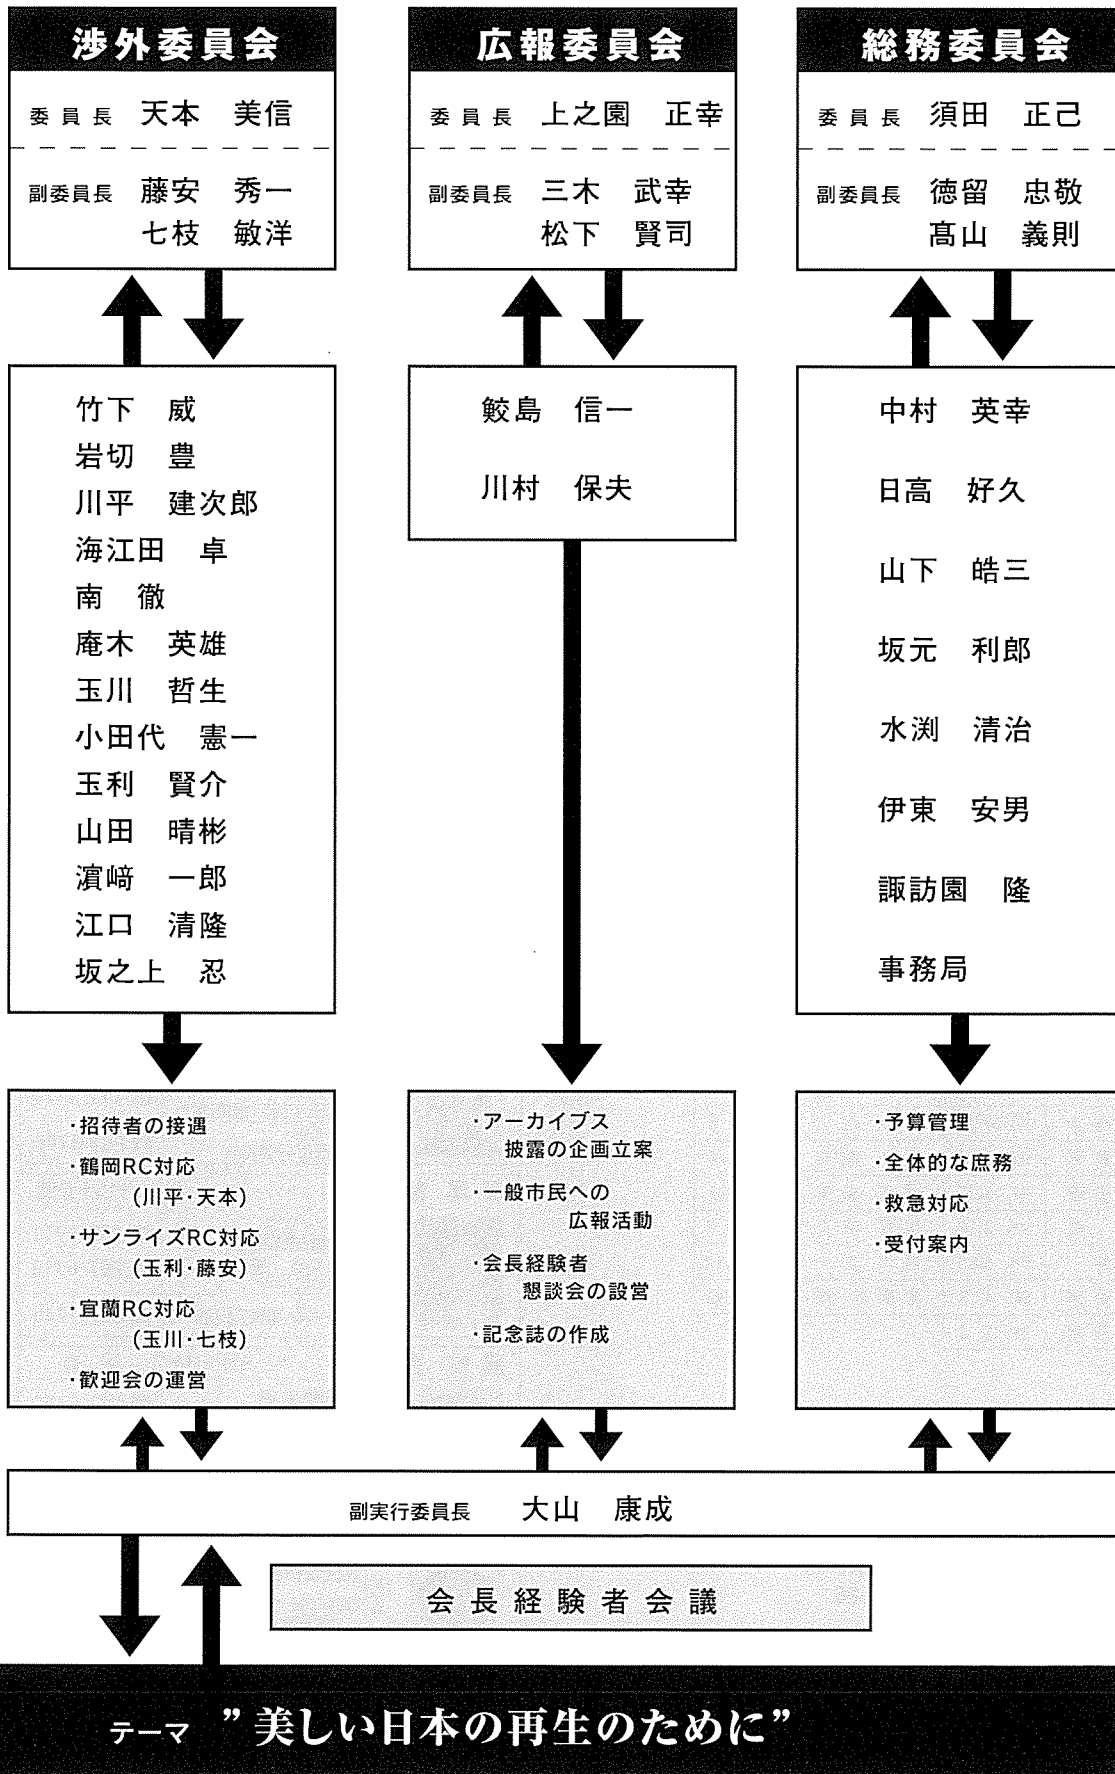 渉外委員会
委員長 天本 美信
副委員長 藤安 秀一
七枝 敏洋
竹下 威
岩切 豊
川平 建次郎
海江田 卓
南 徹
庵木 英雄
玉川 哲生
小田代 憲一
玉利 賢介
山田 晴彬
濵﨑 一郎
江口 清隆
坂之上 忍
・招待者の接遇
・鶴岡RC対応
(川平・天本)
・サンライズRC対応
(玉利・藤安)
・宜蘭RC対応
(玉川・七枝)
・歓迎会の運営
広報委員会
委員長 上之園 正幸
副委員長 三木 武幸
松下 賢司
鮫島 信一
川村 保夫
・アーカイブス
披露の企画立案
・一般市民への
広報活動
・会長経験者
懇談会の設営
・記念誌の作成
総務委員会
委員長 須田 正己
副委員長 徳留 忠敬
髙山 義則
中村 英幸
日高 好久
山下 皓三
坂元 利郎
水渕 清治
伊東 安男
諏訪園 隆
事務局
・予算管理
・全体的な庶務
・救急対応
・受付案内
副実行委員長 大山 康成
会長経験者会議
テーマ ”美しい日本の再生のために”